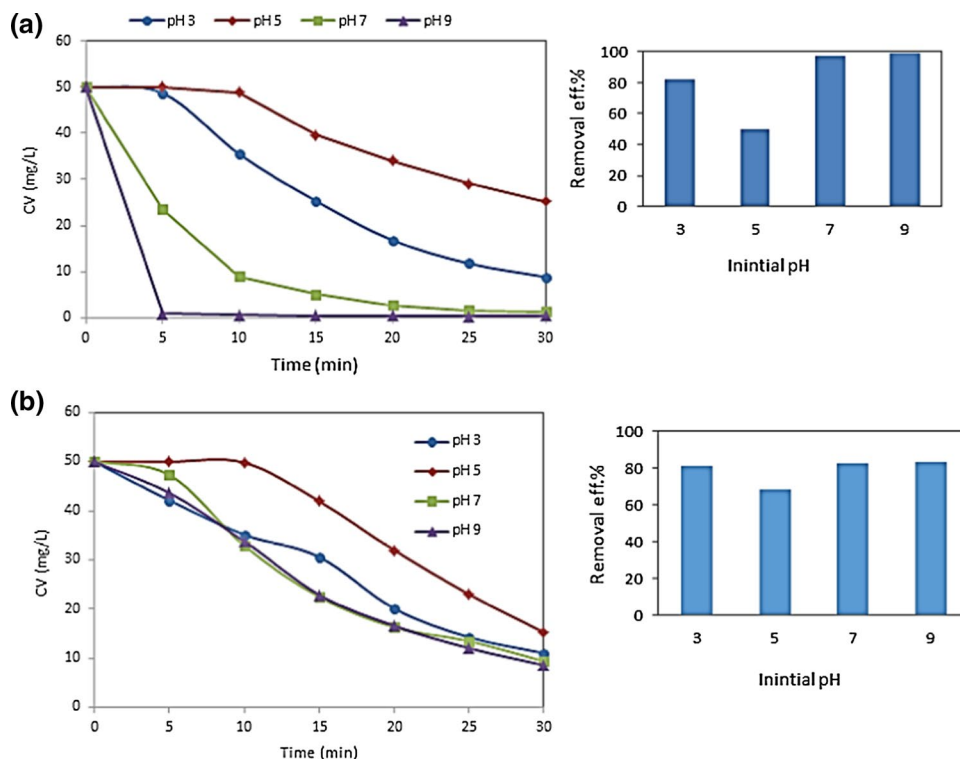 (a)
pH 3 pH 5 pH 7 pH 9
CV (mg/L)
60
50
40
30
20
10
0
0 5 10 15 20 25 30
Time (min)
Removal eff.%
100
80
60
40
20
0
3 5 7 9
Inintial pH
(b)
CV (mg/L)
60
50
40
30
20
10
0
pH 3
pH 5
pH 7
pH 9
0 5 10 15 20 25 30
Time (min)
Removal eff.%
100
80
60
40
20
0
3 5 7 9
Inintial pH